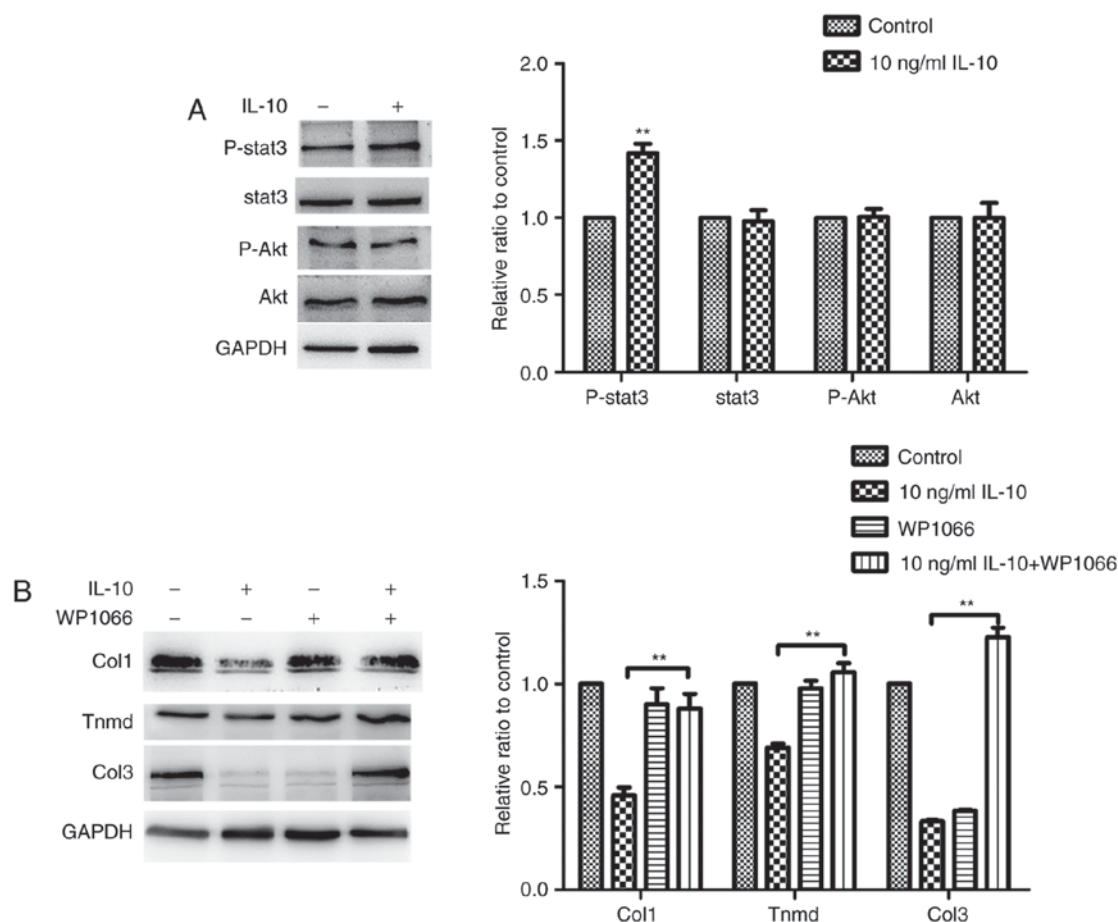 A
IL-10 − +
P-stat3
stat3
P-Akt
Akt
GAPDH
Control
10 ng/ml IL-10
Relative ratio to control
2.0
1.5
1.0
0.5
0.0
**
P-stat3 stat3 P-Akt Akt
B
IL-10 − + − +
WP1066 − − + +
Col1
Tnmd
Col3
GAPDH
Control
10 ng/ml IL-10
WP1066
10 ng/ml IL-10+WP1066
Relative ratio to control
1.5
1.0
0.5
0.0
** ** **
Col1 Tnmd Col3